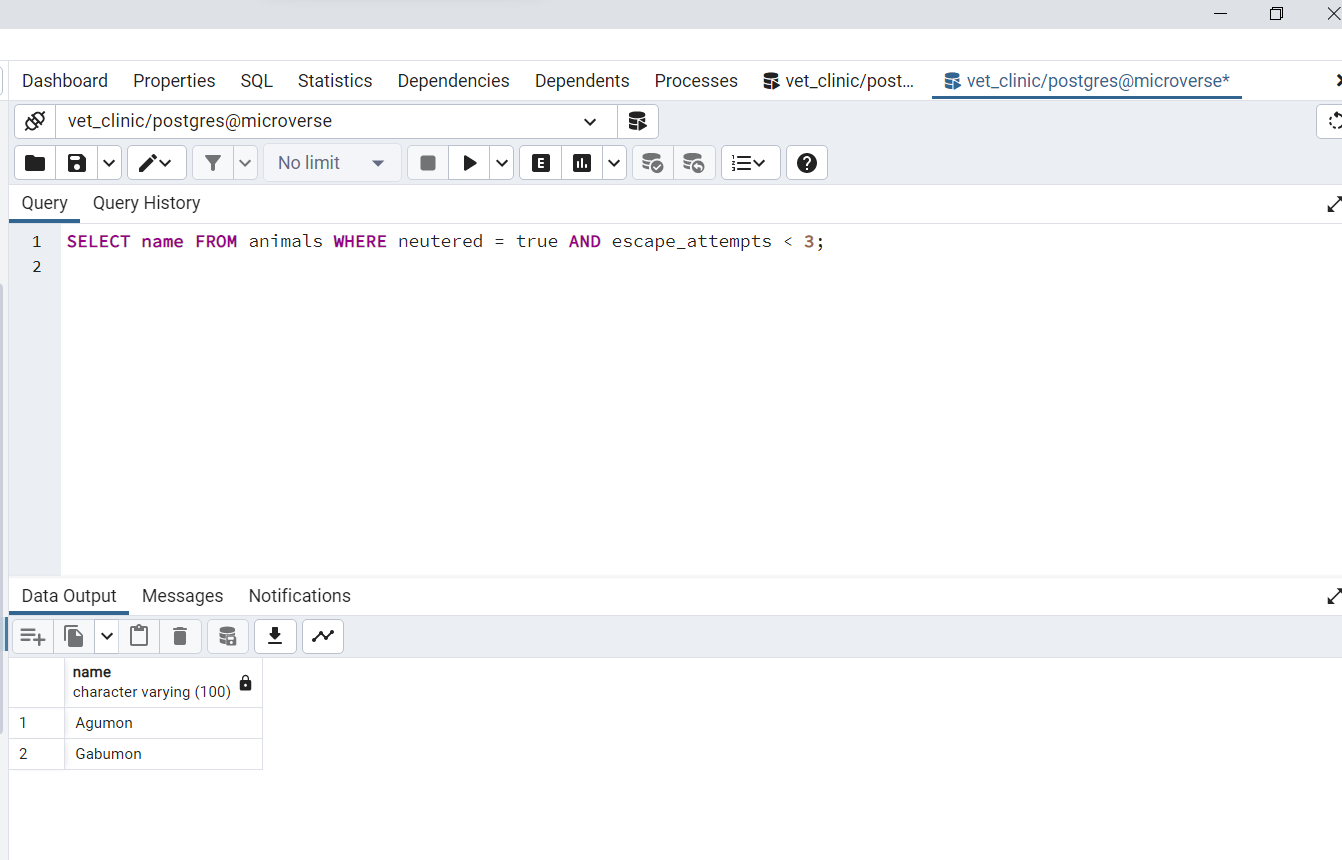 Dashboard Properties SQL Statistics Dependencies Dependents Processes vet_clinic/post... vet_clinic/postgres@microverse*
vet_clinic/postgres@microverse
No limit E
Query Query History
1 SELECT name FROM animals WHERE neutered = true AND escape_attempts < 3;
2
Data Output Messages Notifications
name
character varying (100)
1 Agumon
2 Gabumon